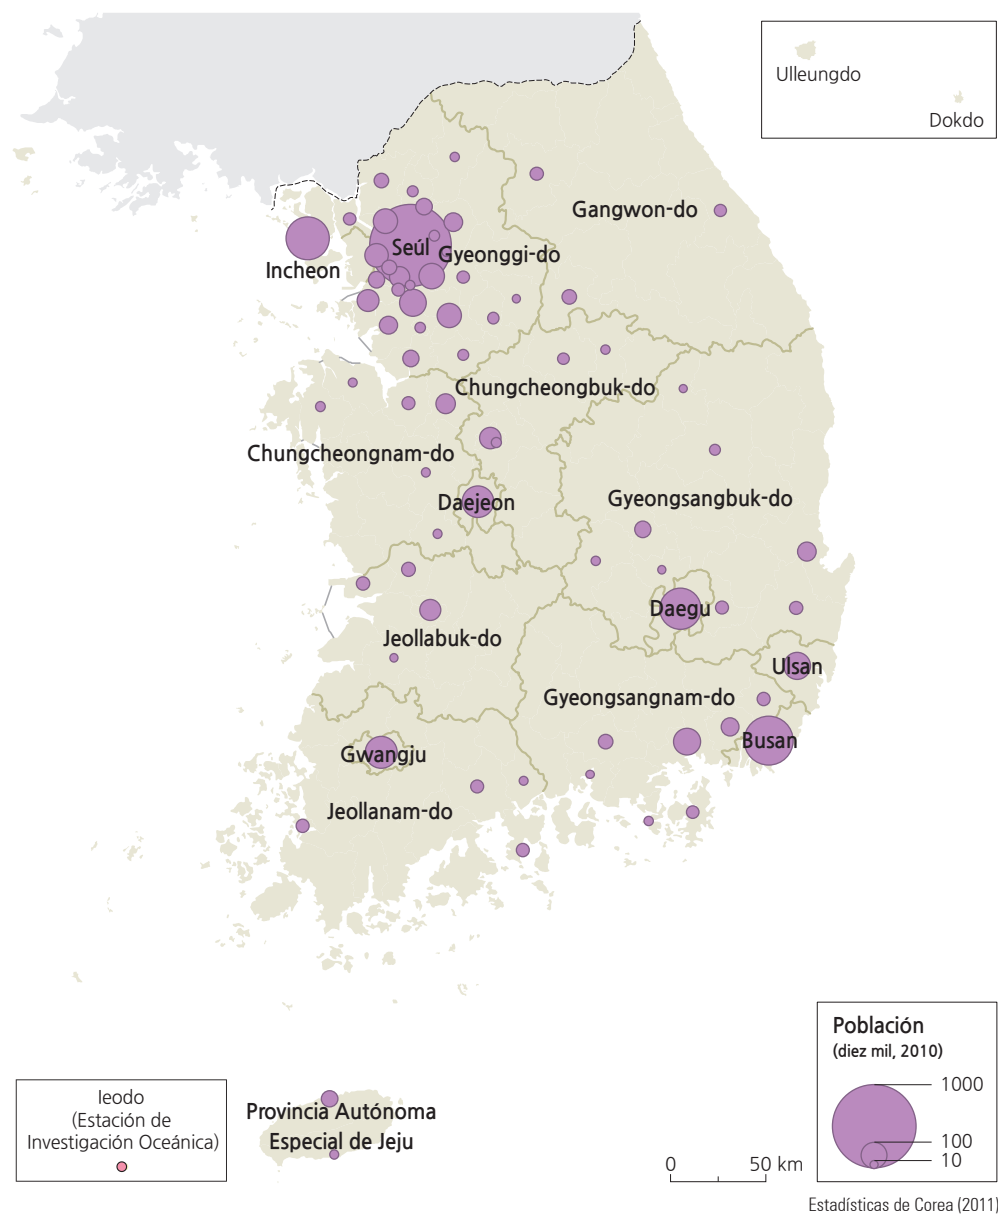 Ulleungdo
Dokdo
Gangwon-do
Seúl
Gyeonggi-do
Incheon
Chungcheongbuk-do
Chungcheongnam-do
Daejeon
Gyeongsangbuk-do
Daegu
Jeollabuk-do
Ulsan
Gyeongsangnam-do
Busan
Gwangju
Jeollanam-do
Población
(diez mil, 2010)
1000
100
10
Ieodo
(Estación de
Investigación Oceánica)
Provincia Autónoma
Especial de Jeju
0 50 km
Estadísticas de Corea (2011)